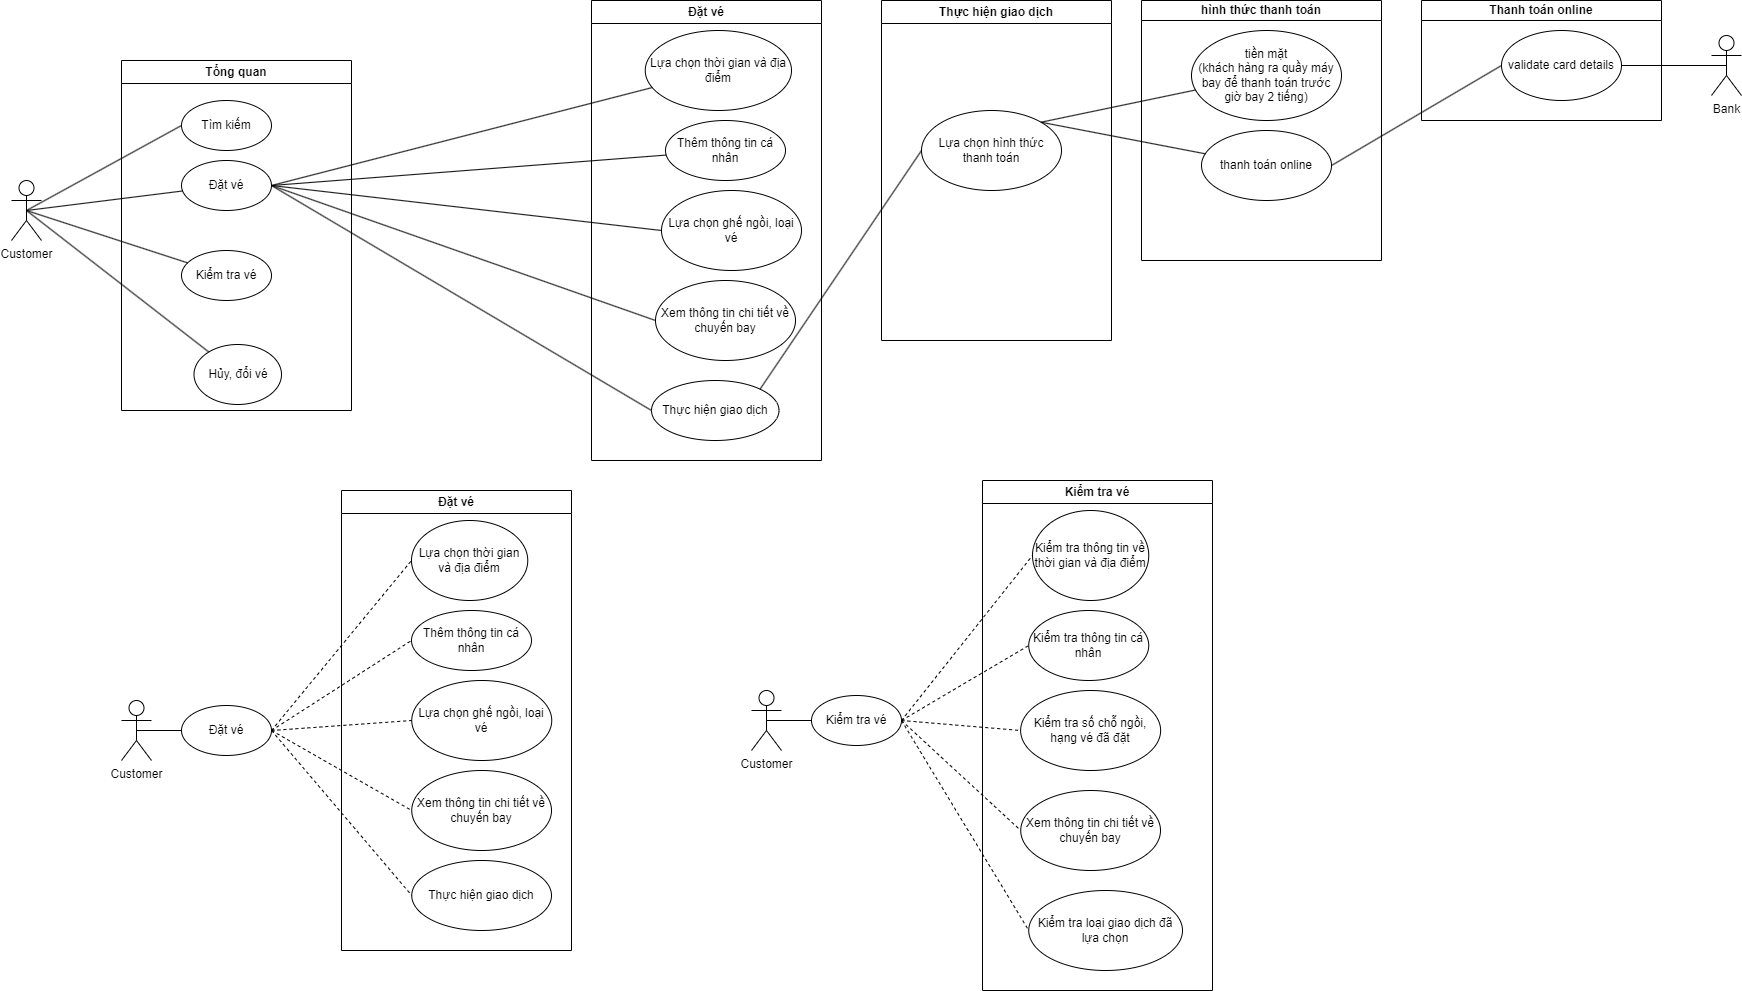 Tổng quan
Tìm kiếm
Đặt vé
Kiểm tra vé
Hủy, đổi vé
Customer
Đặt vé
Lựa chọn thời gian và địa
điểm
Thêm thông tin cá
nhân
Lựa chọn ghế ngồi, loại
vé
Xem thông tin chi tiết về
chuyến bay
Thực hiện giao dịch
Thực hiện giao dịch
Lựa chọn hình thức
thanh toán
hình thức thanh toán
tiền mặt
(khách hàng ra quầy máy
bay để thanh toán trước
giờ bay 2 tiếng)
thanh toán online
Thanh toán online
validate card details
Bank
Đặt vé
Lựa chọn thời gian
và địa điểm
Thêm thông tin cá
nhân
Lựa chọn ghế ngồi, loại
vé
Xem thông tin chi tiết về
chuyến bay
Thực hiện giao dịch
Đặt vé
Customer
Kiểm tra vé
Kiểm tra thông tin về
thời gian và địa điểm
Kiểm tra thông tin cá
nhân
Kiểm tra số chỗ ngồi,
hạng vé đã đặt
Xem thông tin chi tiết về
chuyến bay
Kiểm tra loại giao dịch đã
lựa chọn
Kiểm tra vé
Customer